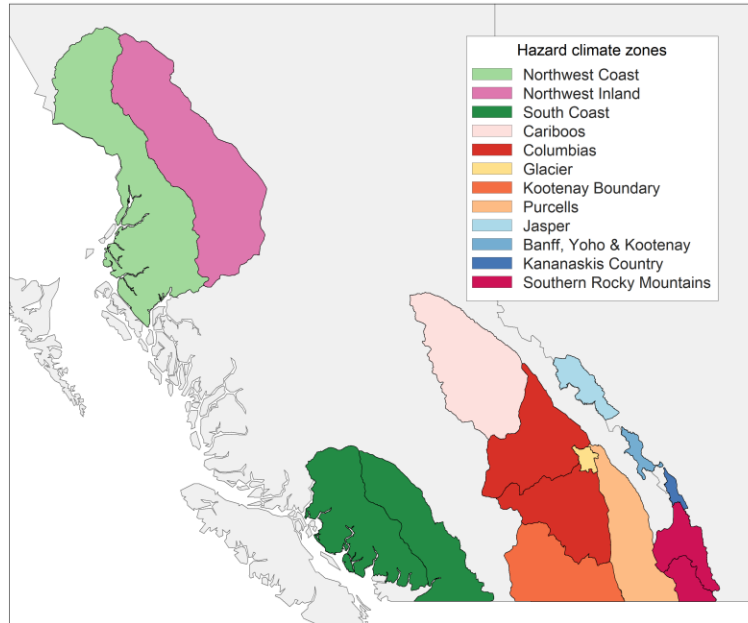 Hazard climate zones
Northwest Coast
Northwest Inland
South Coast
Cariboos
Columbias
Glacier
Kootenay Boundary
Purcells
Jasper
Banff, Yoho & Kootenay
Kananaskis Country
Southern Rocky Mountains